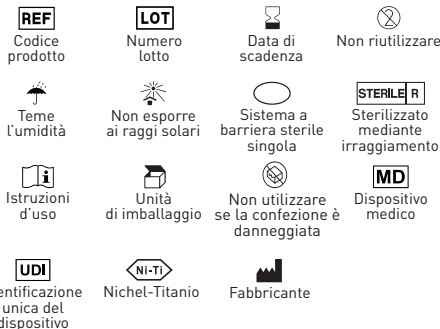 REF
LOT
Codice
prodotto
Numero
lotto
Data di
scadenza
Non riutilizzare
2
STERILE R
Teme
l'umidità
Non esporre
ai raggi solari
Sistema a
barriera sterile
singola
Sterilizzato
mediante
irraggiamento
i
MD
Istruzioni
d'uso
Unità
di imballaggio
Non utilizzare
se la confezione è
danneggiata
Dispositivo
medico
UDI
Ni-Ti
entificazione
unica del
dispositivo
Nichel-Titanio
Fabbricante